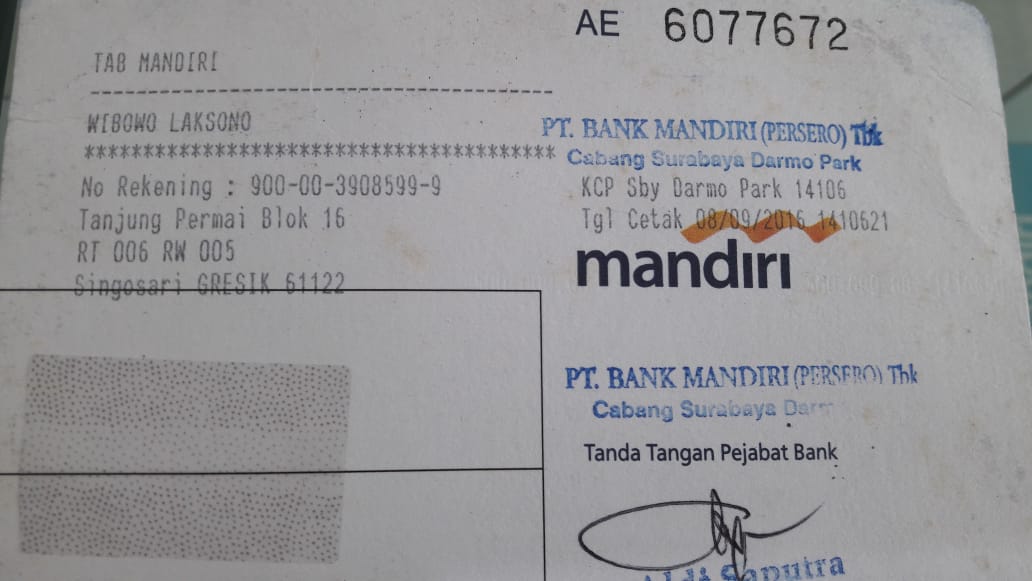 AE 6077672
TAB MANDIRI
----------------------------------------
WIBOWO LAKSONO
****************************************
No Rekening : 900-00-3908599-9
Tanjung Permai Blok 16
RT 006 RW 005
Singosari GRESIK 61122
PT. BANK MANDIRI (PERSERO) Tbk
Cabang Surabaya Darmo Park
KCP Sby Darmo Park 14106
Tgl Cetak 08/09/2016 1410621
mandiri
PT. BANK MANDIRI (PERSERO) Tbk
Cabang Surabaya
Tanda Tangan Pejabat Bank
Saputra